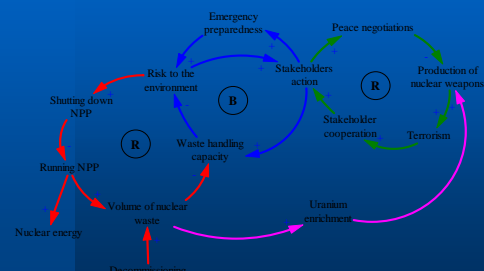 Emergency
preparedness
Peace negotiations
Risk to the
environment
Stakeholders
action
Production of
nuclear weapons
R
B
Shutting down
NPP
Stakeholder
cooperation
Terrorism
R
Waste handling
capacity
Running NPP
Volume of nuclear
waste
Uranium
enrichment
Nuclear energy